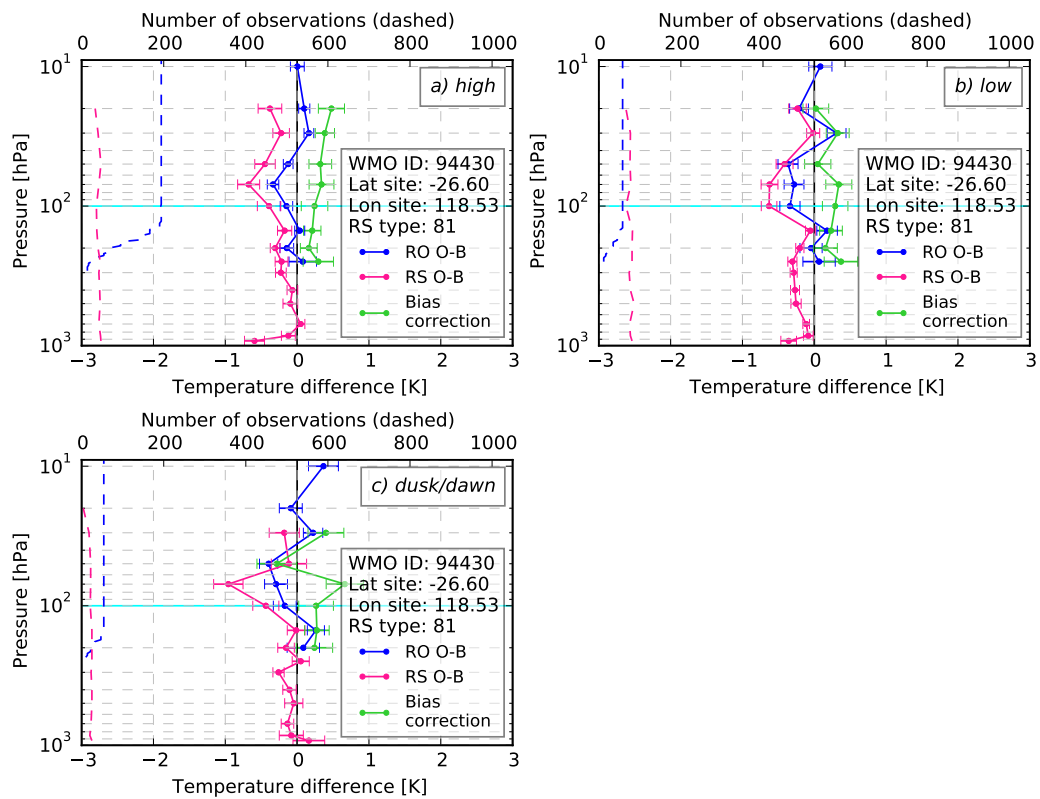 Number of observations (dashed)
0 200 400 600 800 1000
Pressure [hPa]
10¹
10²
10³
a) high
WMO ID: 94430
Lat site: -26.60
Lon site: 118.53
RS type: 81
RO O-B
RS O-B
Bias
correction
−3 −2 −1 0 1 2 3
Temperature difference [K]
Number of observations (dashed)
0 200 400 600 800 1000
Pressure [hPa]
10¹
10²
10³
b) low
WMO ID: 94430
Lat site: -26.60
Lon site: 118.53
RS type: 81
RO O-B
RS O-B
Bias
correction
−3 −2 −1 0 1 2 3
Temperature difference [K]
Number of observations (dashed)
0 200 400 600 800 1000
Pressure [hPa]
10¹
10²
10³
c) dusk/dawn
WMO ID: 94430
Lat site: -26.60
Lon site: 118.53
RS type: 81
RO O-B
RS O-B
Bias
correction
−3 −2 −1 0 1 2 3
Temperature difference [K]